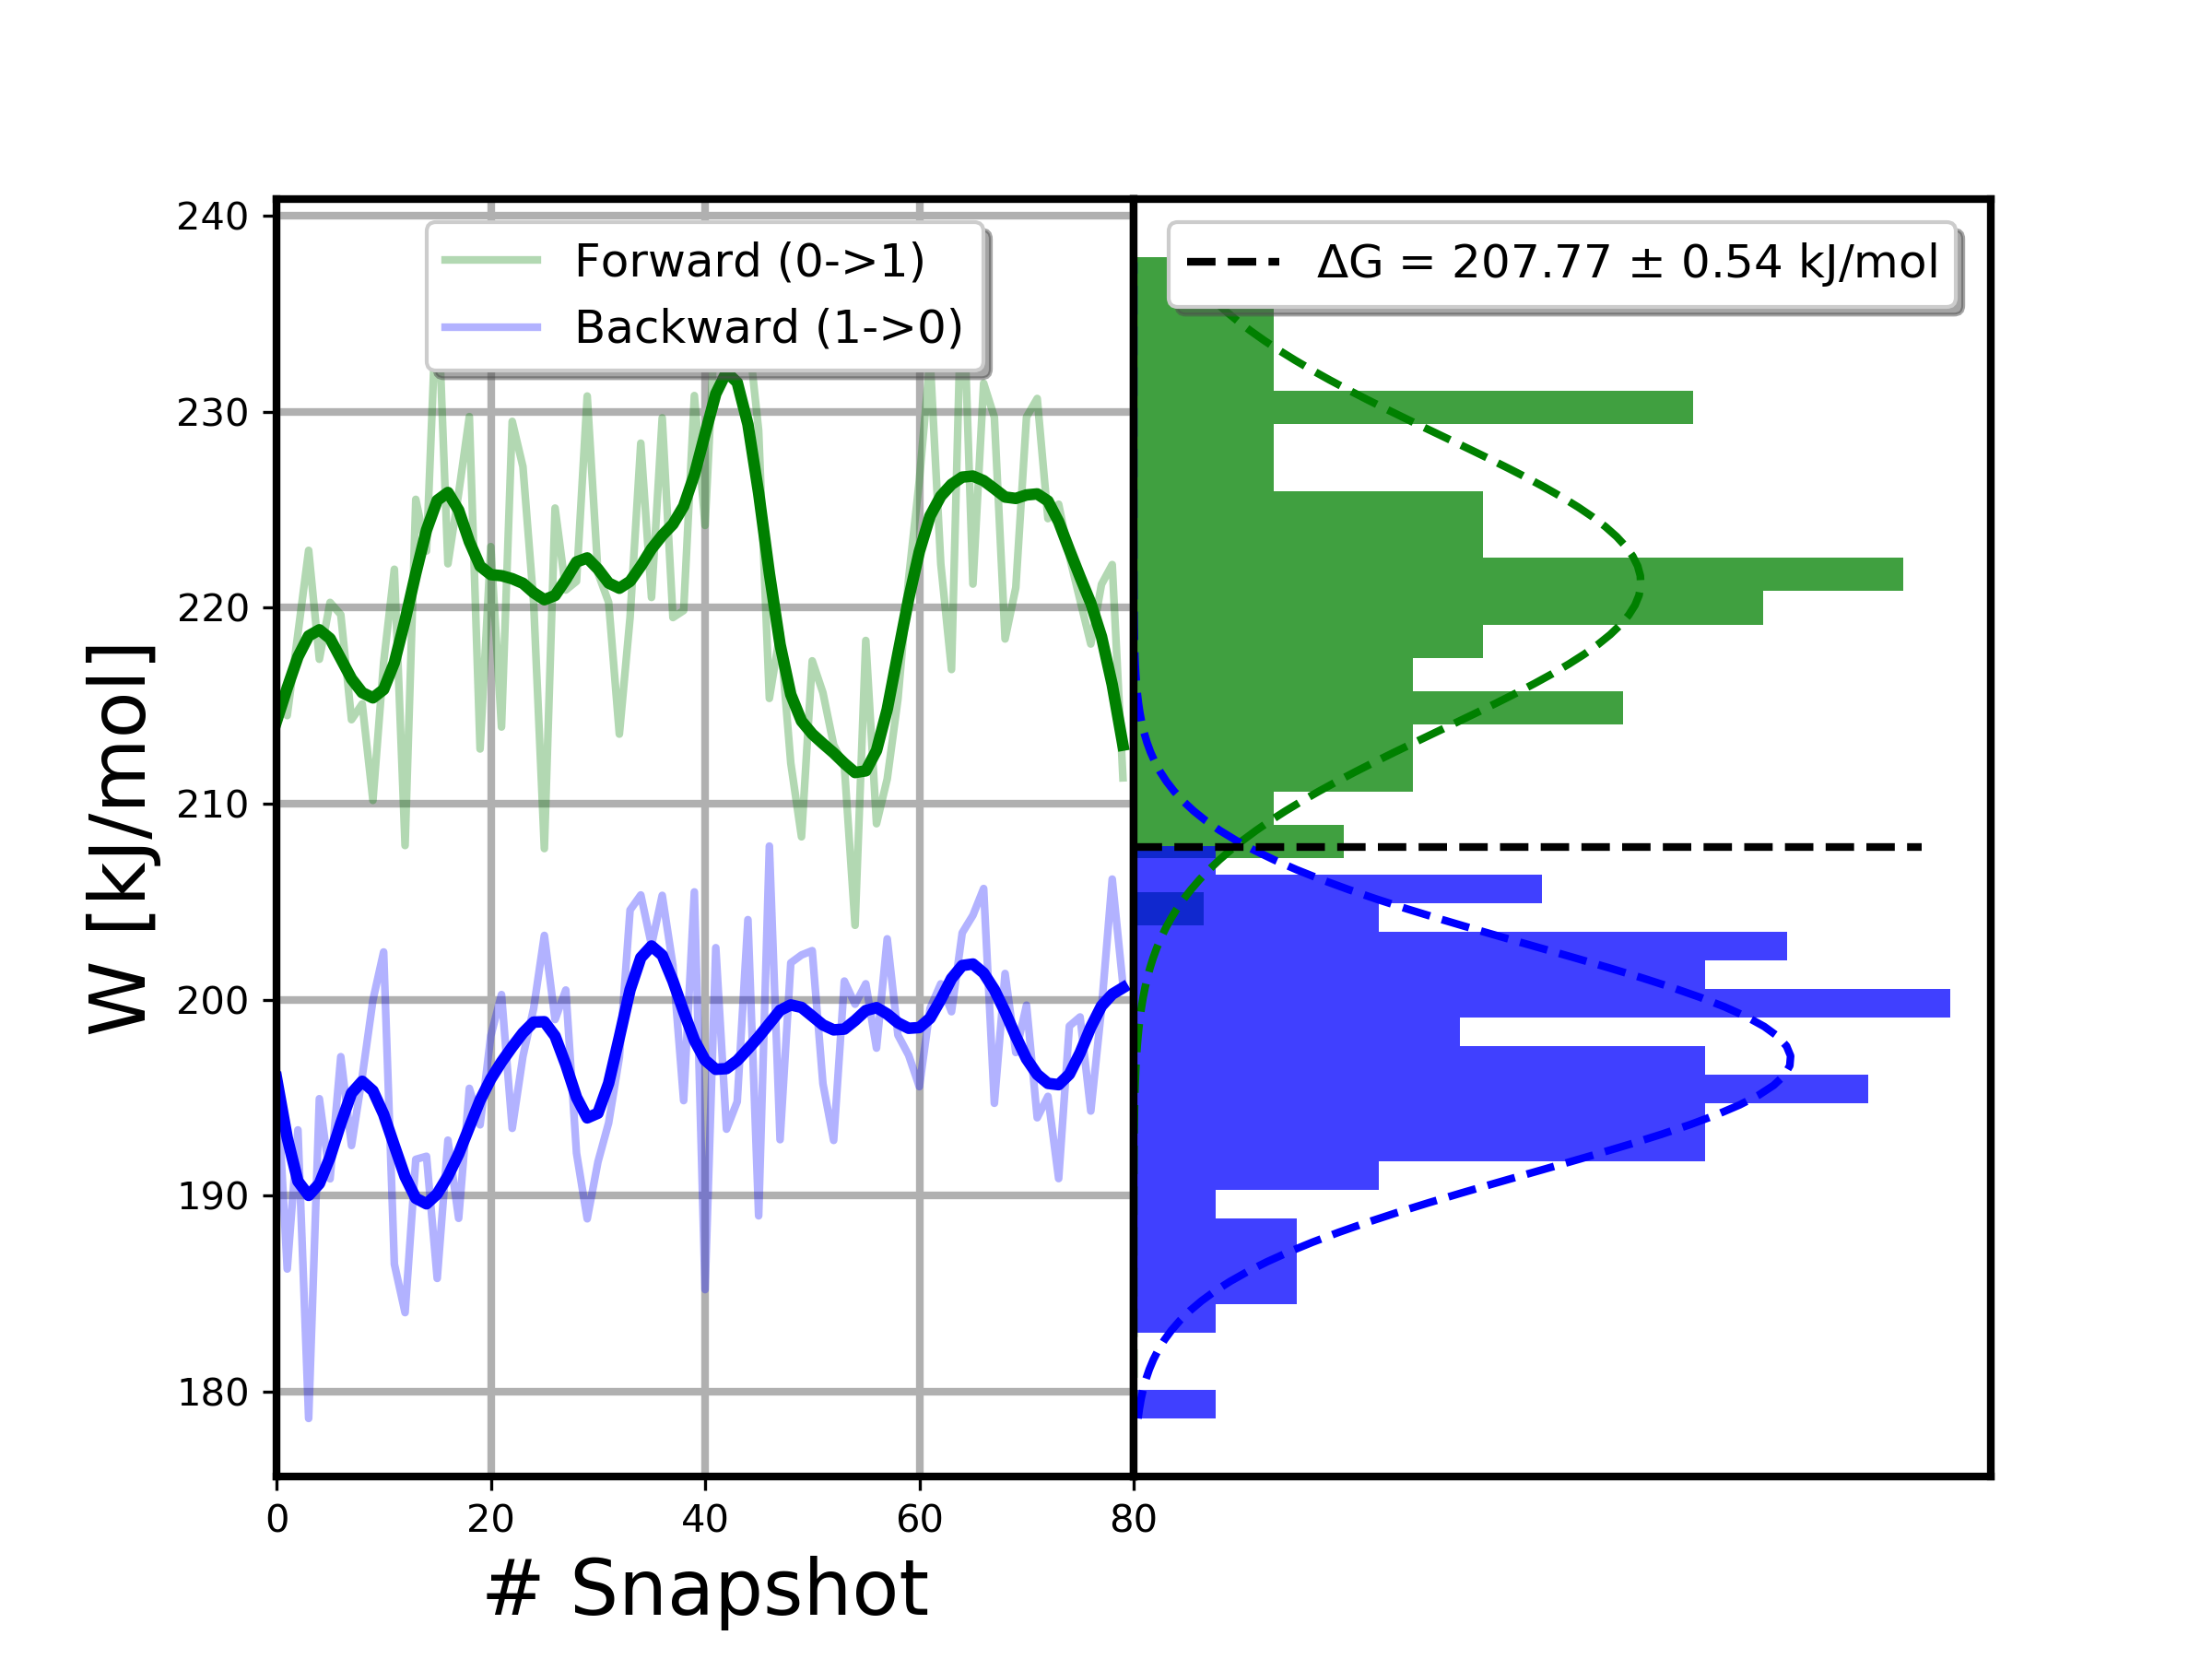 240
230
220
210
200
190
180
W [kJ/mol]
0 20 40 60 80
# Snapshot
Forward (0->1)
Backward (1->0)
ΔG = 207.77 ± 0.54 kJ/mol